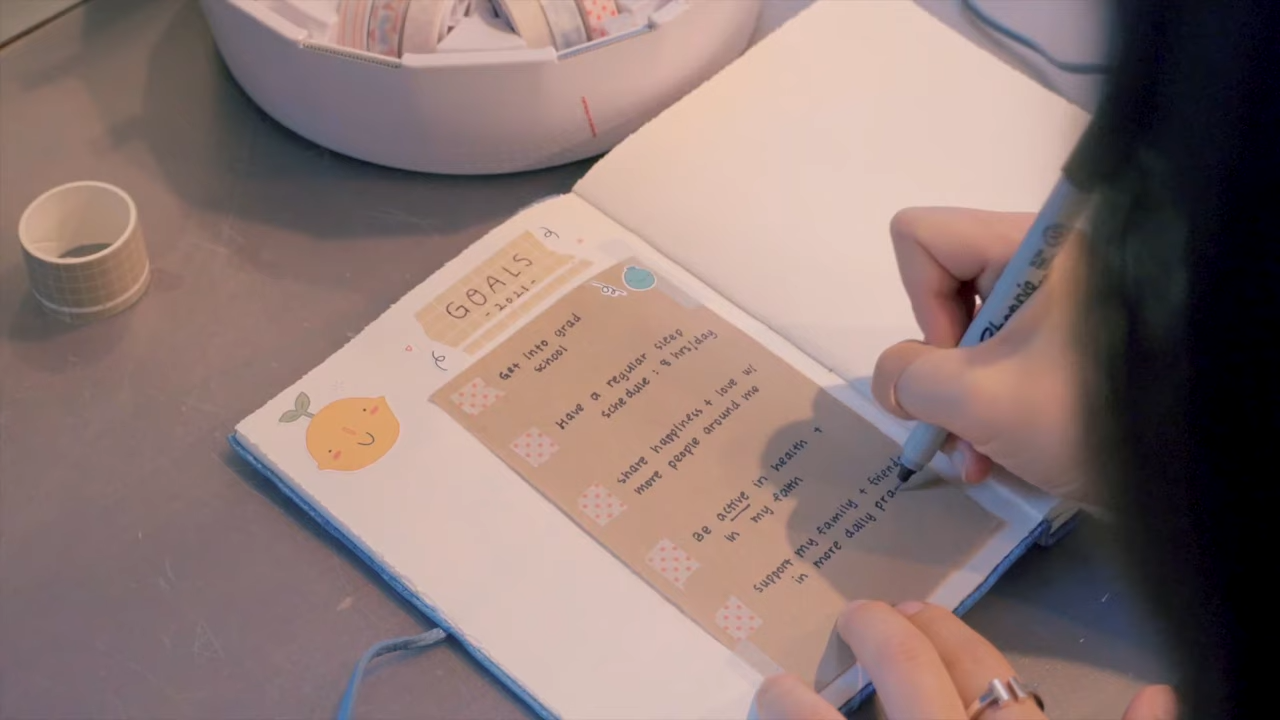 GOALS
-2021-
Get into grad
school
Have a regular sleep
schedule : 8 hrs/day
share happiness + love w/
more people around me
Be active in health +
in my faith
support my family + friends
in more daily pra
Sharpie